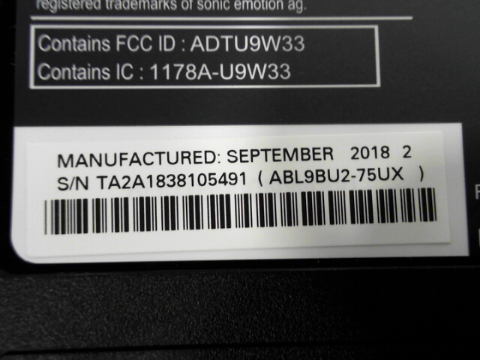 registered trademarks of sonic emotion ag.
Contains FCC ID : ADTU9W33
Contains IC : 1178A-U9W33
MANUFACTURED: SEPTEMBER 2018 2
S/N TA2A1838105491 ( ABL9BU2-75UX )